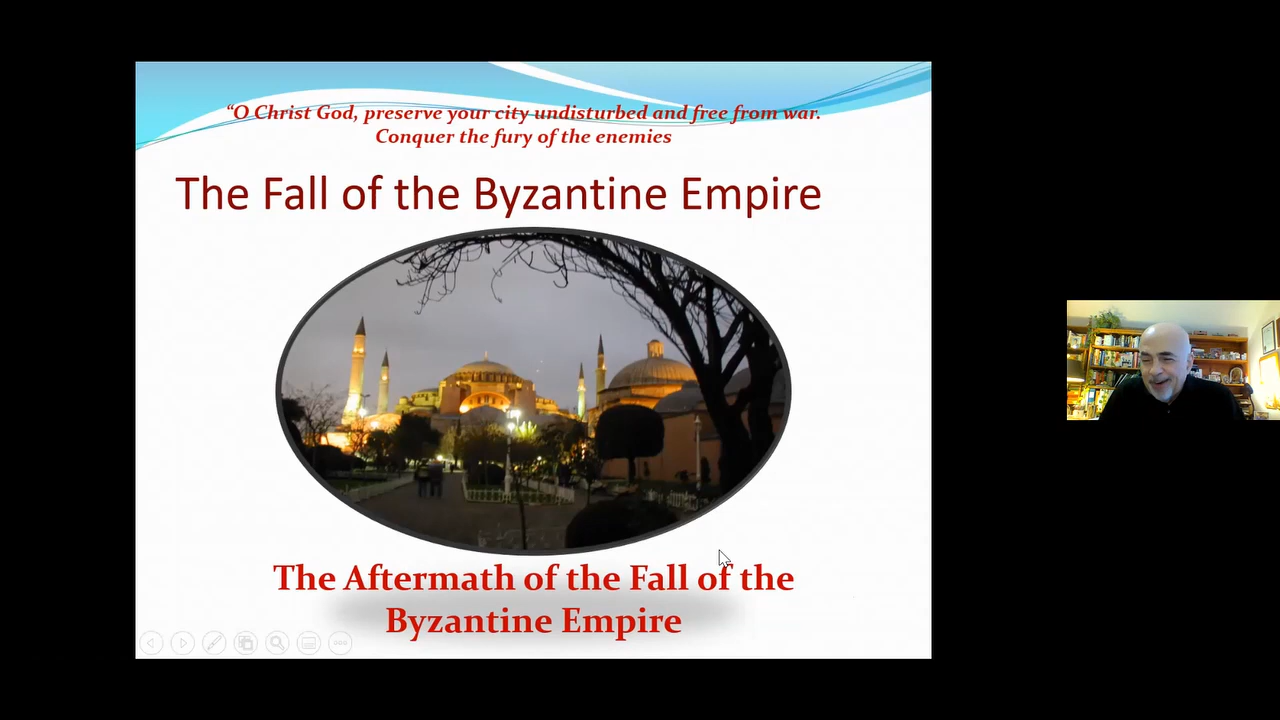 “O Christ God, preserve your city undisturbed and free from war.
Conquer the fury of the enemies
The Fall of the Byzantine Empire
The Aftermath of the Fall of the
Byzantine Empire